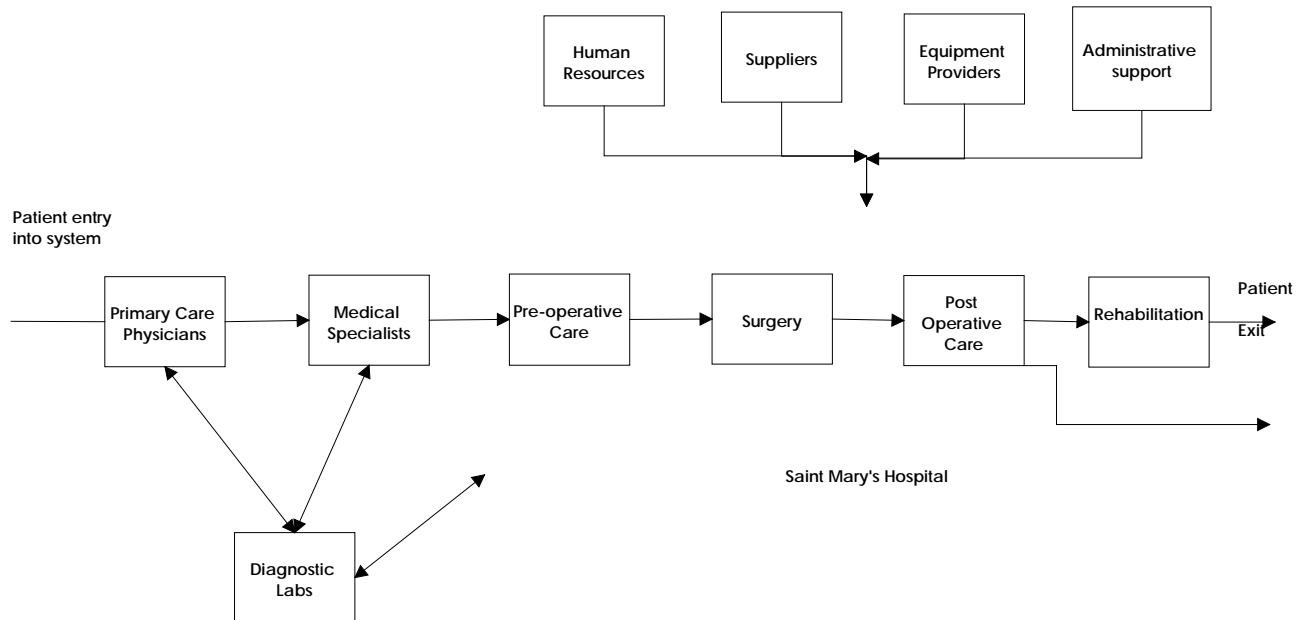 Human
Resources
Suppliers
Equipment
Providers
Administrative
support
Patient entry
into system
Primary Care
Physicians
Medical
Specialists
Pre-operative
Care
Surgery
Post
Operative
Care
Rehabilitation
Patient
Exit
Saint Mary's Hospital
Diagnostic
Labs